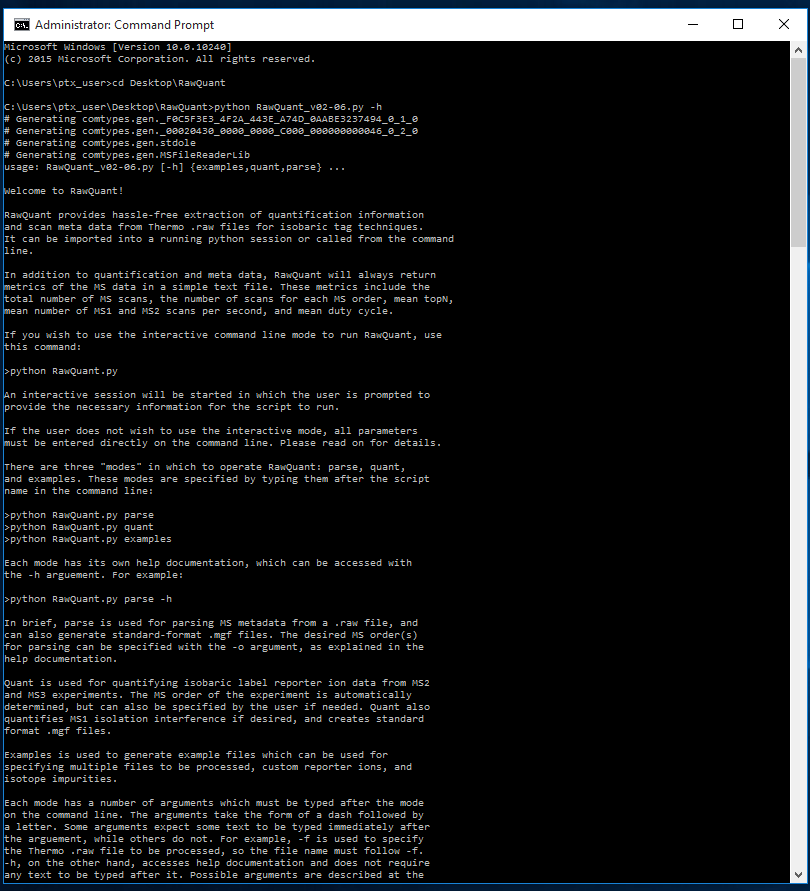 Administrator: Command Prompt
Microsoft Windows [Version 10.0.10240]
(c) 2015 Microsoft Corporation. All rights reserved.
C:\Users\ptx_user>cd Desktop\RawQuant
C:\Users\ptx_user\Desktop\RawQuant>python RawQuant_v02-06.py -h
# Generating comtypes.gen._F0C5F3E3_4F2A_443E_A74D_0AABE3237494_0_1_0
# Generating comtypes.gen._00020430_0000_0000_C000_000000000046_0_2_0
# Generating comtypes.gen.stdole
# Generating comtypes.gen.MSFileReaderLib
usage: RawQuant_v02-06.py [-h] {examples,quant,parse} ...
Welcome to RawQuant!
RawQuant provides hassle-free extraction of quantification information
and scan meta data from Thermo .raw files for isobaric tag techniques.
It can be imported into a running python session or called from the command
line.
In addition to quantification and meta data, RawQuant will always return
metrics of the MS data in a simple text file. These metrics include the
total number of MS scans, the number of scans for each MS order, mean topN,
mean number of MS1 and MS2 scans per second, and mean duty cycle.
If you wish to use the interactive command line mode to run RawQuant, use
this command:
>python RawQuant.py
An interactive session will be started in which the user is prompted to
provide the necessary information for the script to run.
If the user does not wish to use the interactive mode, all parameters
must be entered directly on the command line. Please read on for details.
There are three "modes" in which to operate RawQuant: parse, quant,
and examples. These modes are specified by typing them after the script
name in the command line:
>python RawQuant.py parse
>python RawQuant.py quant
>python RawQuant.py examples
Each mode has its own help documentation, which can be accessed with
the -h arguement. For example:
>python RawQuant.py parse -h
In brief, parse is used for parsing MS metadata from a .raw file, and
can also generate standard-format .mgf files. The desired MS order(s)
for parsing can be specified with the -o argument, as explained in the
help documentation.
Quant is used for quantifying isobaric label reporter ion data from MS2
and MS3 experiments. The MS order of the experiment is automatically
determined, but can also be specified by the user if needed. Quant also
quantifies MS1 isolation interference if desired, and creates standard
format .mgf files.
Examples is used to generate example files which can be used for
specifying multiple files to be processed, custom reporter ions, and
isotope impurities.
Each mode has a number of arguments which must be typed after the mode
on the command line. The arguments take the form of a dash followed by
a letter. Some arguments expect some text to be typed immediately after
the arguement, while others do not. For example, -f is used to specify
the Thermo .raw file to be processed, so the file name must follow -f.
-h, on the other hand, accesses help documentation and does not require
any text to be typed after it. Possible arguments are described at the